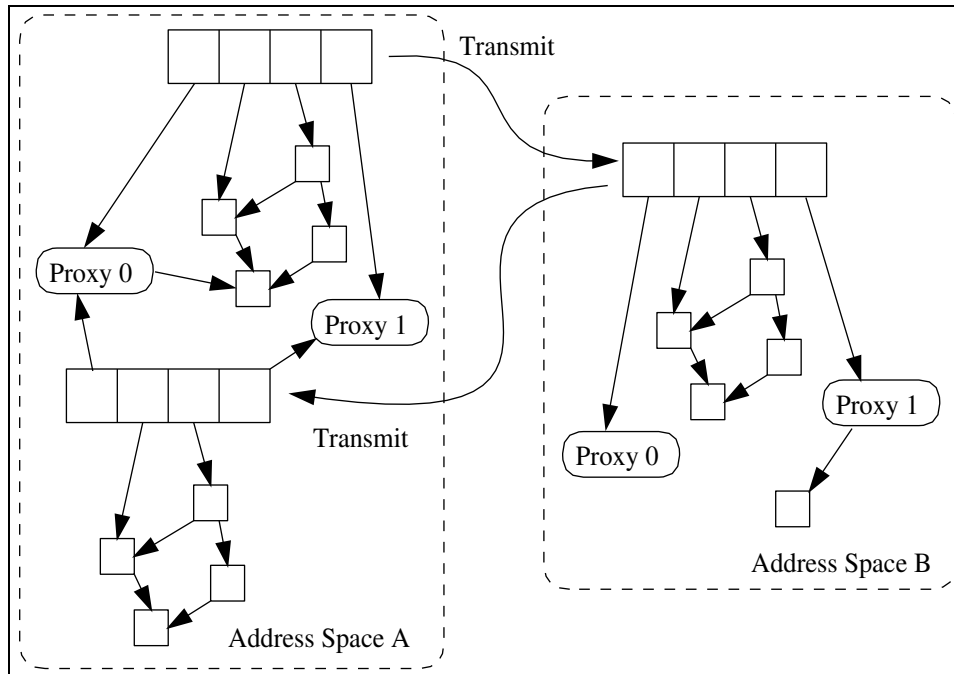 Transmit
Proxy 0
Proxy 1
Transmit
Proxy 1
Proxy 0
Address Space B
Address Space A